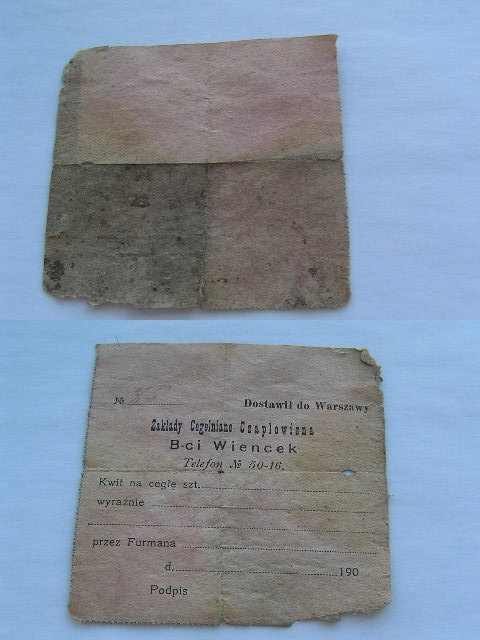 №
Dostawił do Warszawy
Zakłady Cegielniane Czaplowizna
B-ci Wiencek
Telefon № 50-16.
Kwit na cegłę szt.
wyraźnie
przez Furmana
d. 190
Podpis